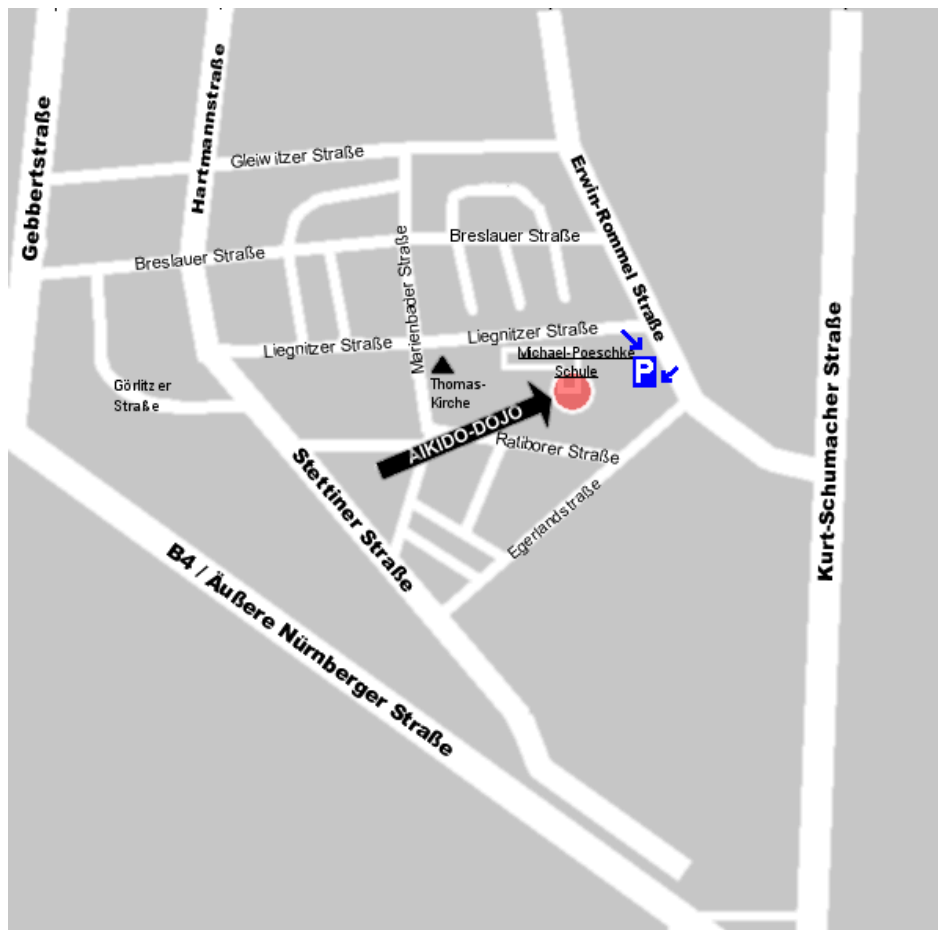 Gebbertstraße
Hartmannstraße
Gleiwitzer Straße
Erwin-Rommel Straße
Breslauer Straße
Breslauer Straße
Marienbader Straße
Liegnitzer Straße
Liegnitzer Straße
Michael-Poeschke
Schule
P
Görlitzer
Straße
Thomas-
Kirche
AIKIDO-DOJO
Ratiborer Straße
Egerlandstraße
Stettiner Straße
Kurt-Schumacher Straße
B4 / Äußere Nürnberger Straße